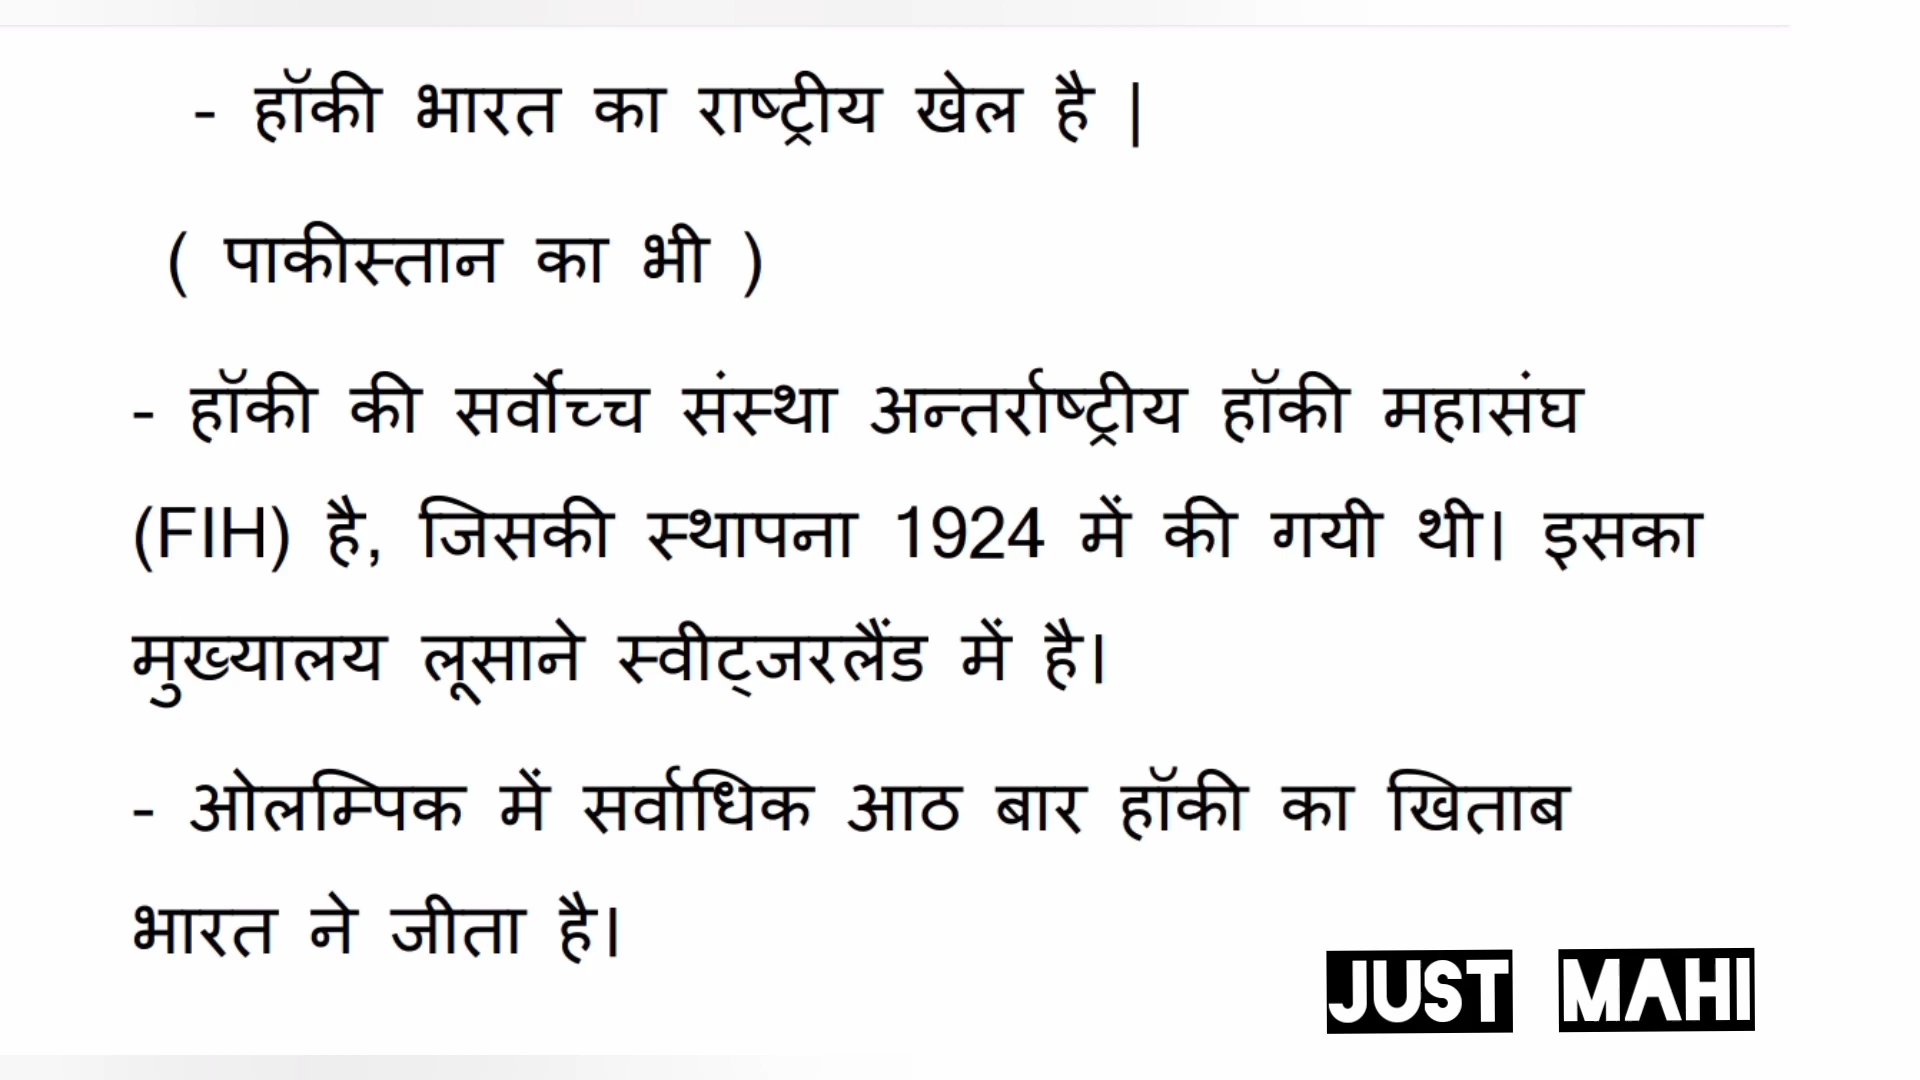 - हॉकी भारत का राष्ट्रीय खेल है |
( पाकीस्तान का भी )
- हॉकी की सर्वोच्च संस्था अन्तर्राष्ट्रीय हॉकी महासंघ
(FIH) है, जिसकी स्थापना 1924 में की गयी थी। इसका
मुख्यालय लूसाने स्वीट्जरलैंड में है।
- ओलम्पिक में सर्वाधिक आठ बार हॉकी का खिताब
भारत ने जीता है।
JUST MAHI